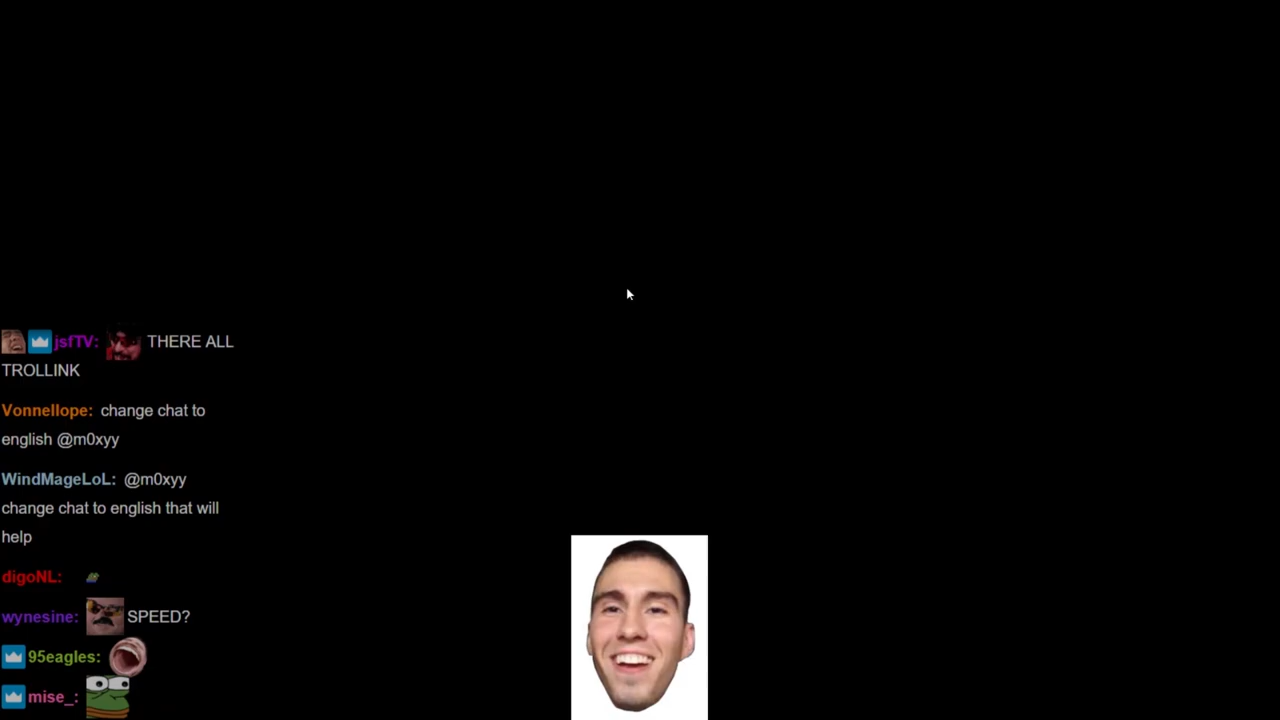 jsfTV: THERE ALL
TROLLINK
Vonnellope: change chat to
english @m0xyy
WindMageLoL: @m0xyy
change chat to english that will
help
digoNL:
wynesine: SPEED?
95eagles:
mise_: